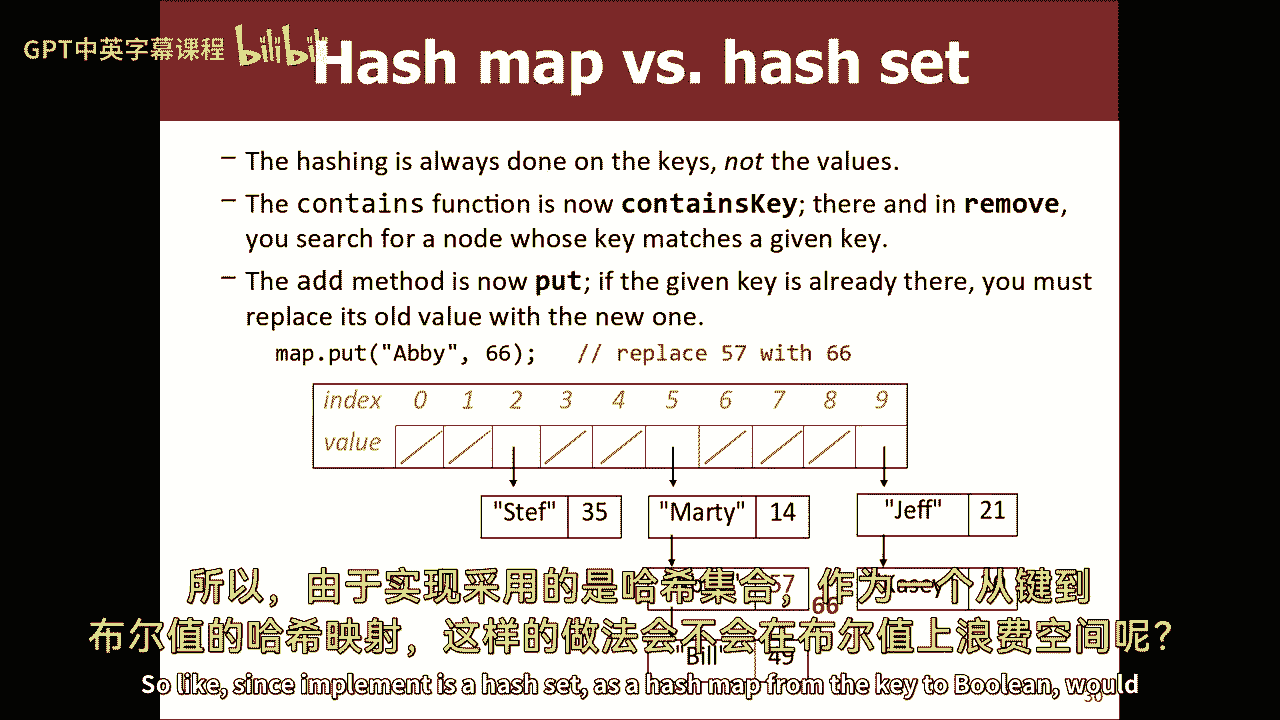 GPT中英字幕课程 bilibili
Hash map vs. hash set
– The hashing is always done on the keys, not the values.
– The contains function is now containsKey; there and in remove,
you search for a node whose key matches a given key.
– The add method is now put; if the given key is already there, you must
replace its old value with the new one.
map.put("Abby", 66); // replace 57 with 66
index 0 1 2 3 4 5 6 7 8 9
value
"Stef" 35 "Marty" 14 "Jeff" 21
57
66
"Bill 49
所以，由于实现采用的是哈希集合，作为一个从键到
布尔值的哈希映射，这样的做法会不会在布尔值上浪费空间呢？
So like, since implement is a hash set, as a hash map from the key to Boolean, would